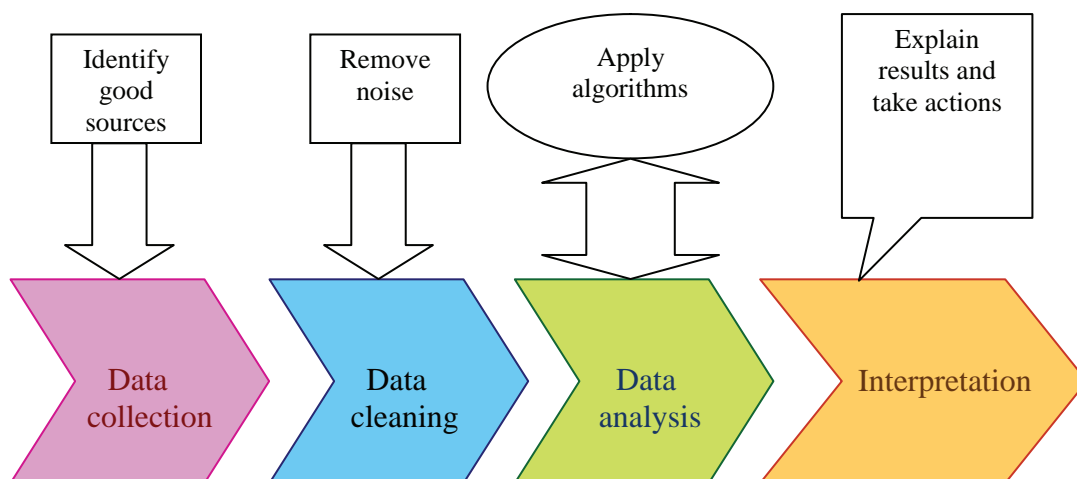 Identify
good
sources
Remove
noise
Apply
algorithms
Explain
results and
take actions
Data
collection
Data
cleaning
Data
analysis
Interpretation